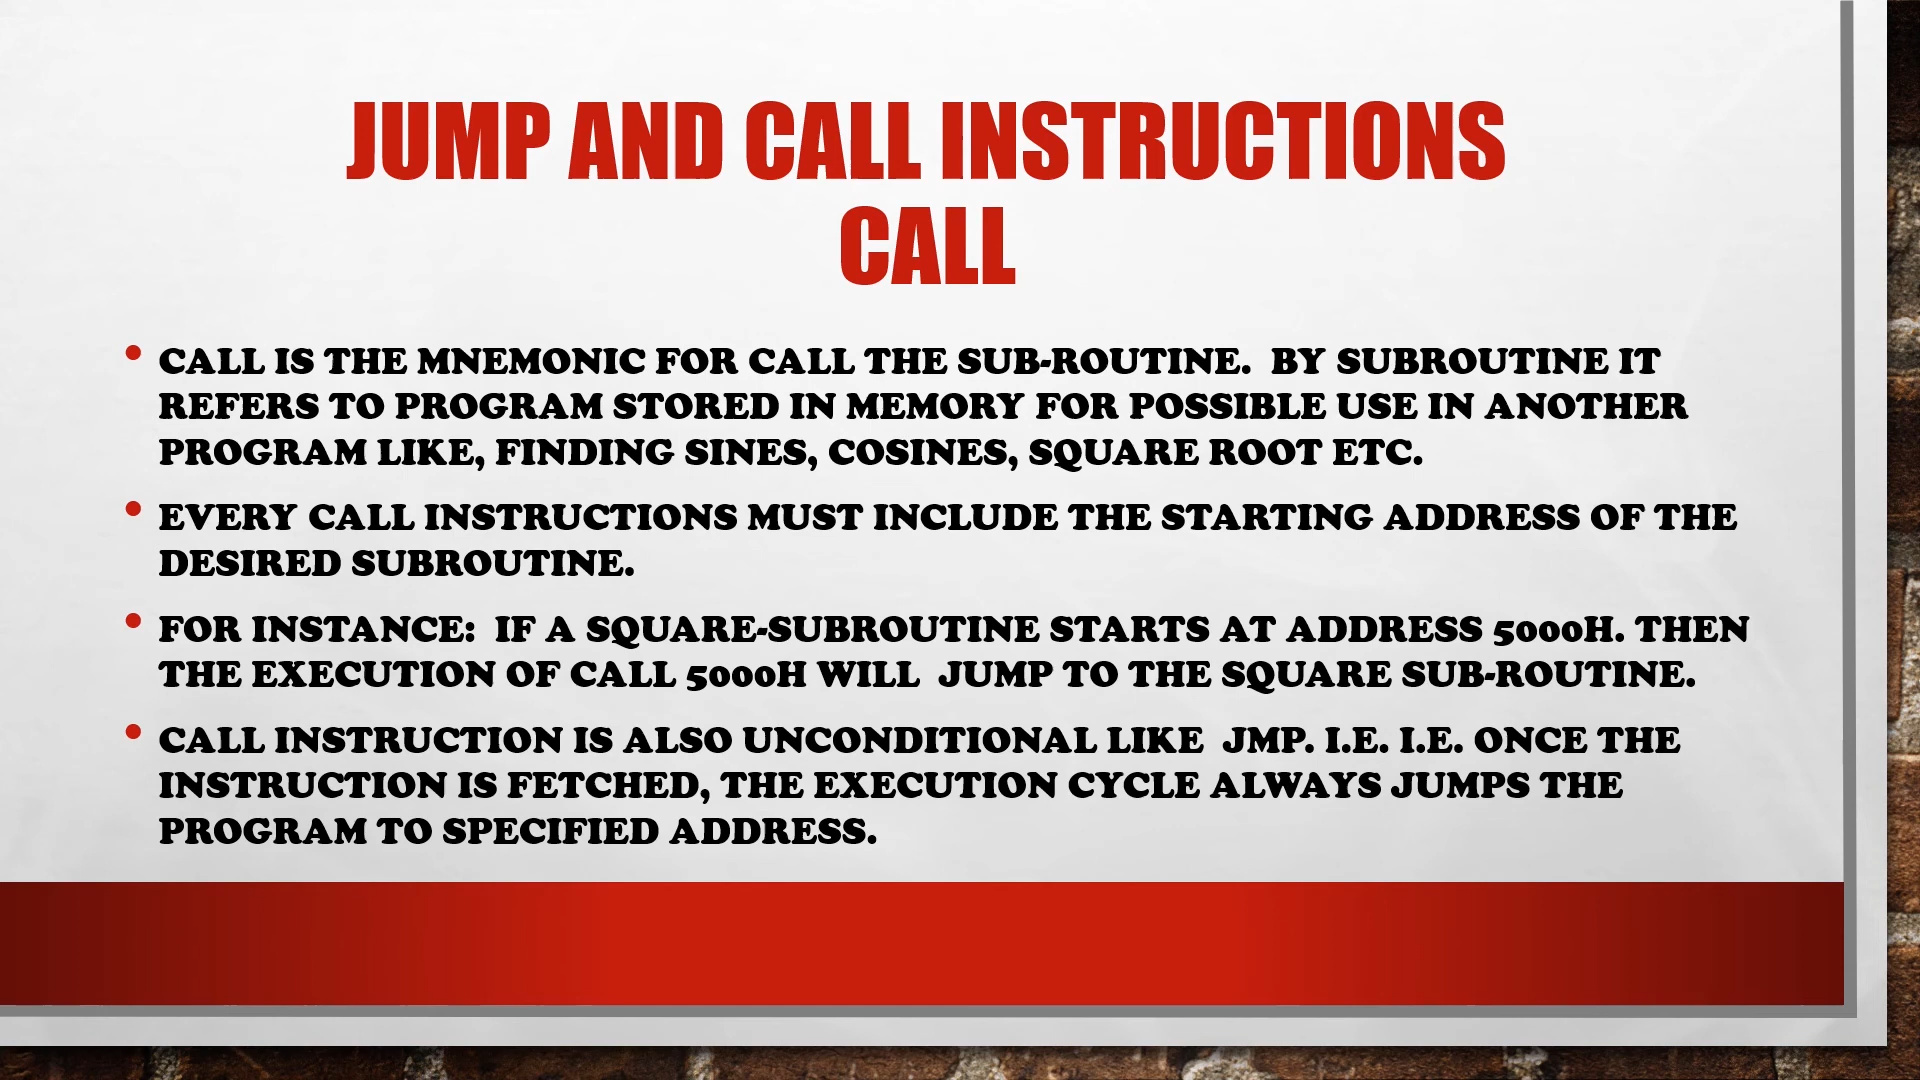 JUMP AND CALL INSTRUCTIONS
CALL
• CALL IS THE MNEMONIC FOR CALL THE SUB-ROUTINE.  BY SUBROUTINE IT
REFERS TO PROGRAM STORED IN MEMORY FOR POSSIBLE USE IN ANOTHER
PROGRAM LIKE, FINDING SINES, COSINES, SQUARE ROOT ETC.
• EVERY CALL INSTRUCTIONS MUST INCLUDE THE STARTING ADDRESS OF THE
DESIRED SUBROUTINE.
• FOR INSTANCE:  IF A SQUARE-SUBROUTINE STARTS AT ADDRESS 5000H. THEN
THE EXECUTION OF CALL 5000H WILL  JUMP TO THE SQUARE SUB-ROUTINE.
• CALL INSTRUCTION IS ALSO UNCONDITIONAL LIKE  JMP. I.E. I.E. ONCE THE
INSTRUCTION IS FETCHED, THE EXECUTION CYCLE ALWAYS JUMPS THE
PROGRAM TO SPECIFIED ADDRESS.